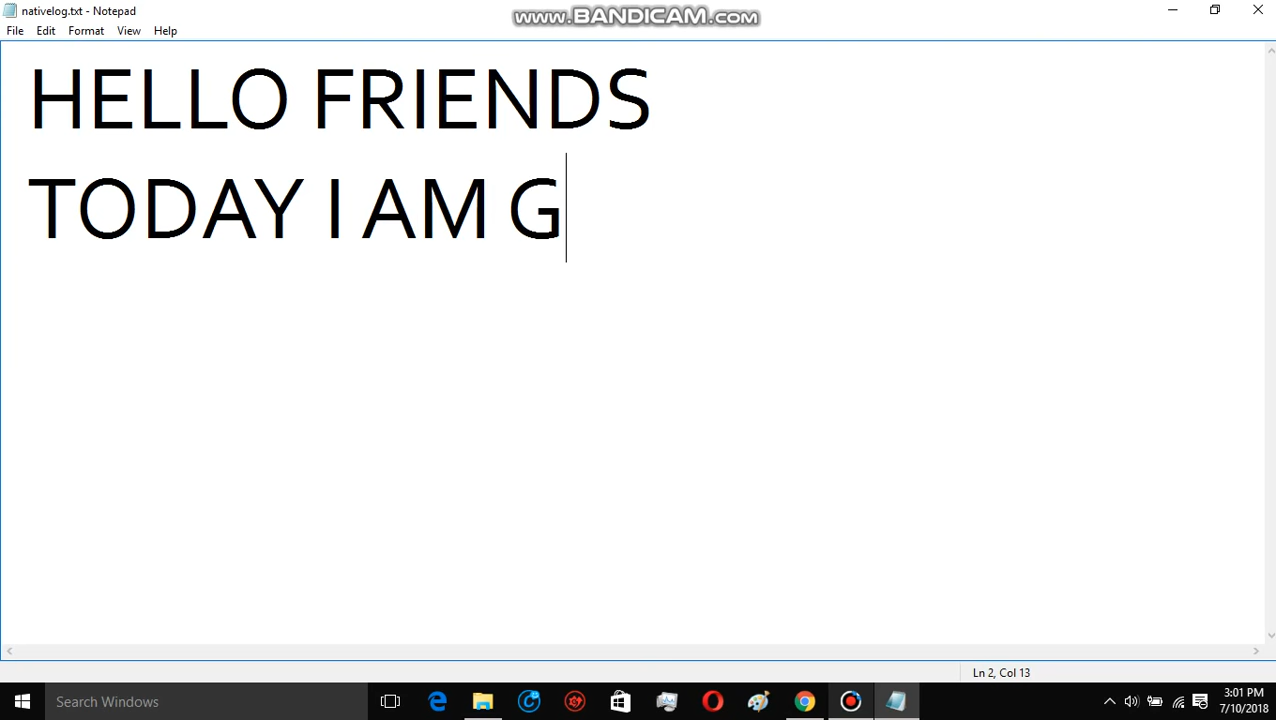 nativelog.txt - Notepad
www.BANDICAM.com
File Edit Format View Help
HELLO FRIENDS
TODAY I AM G
Ln 2, Col 13
Search Windows
3:01 PM
7/10/2018